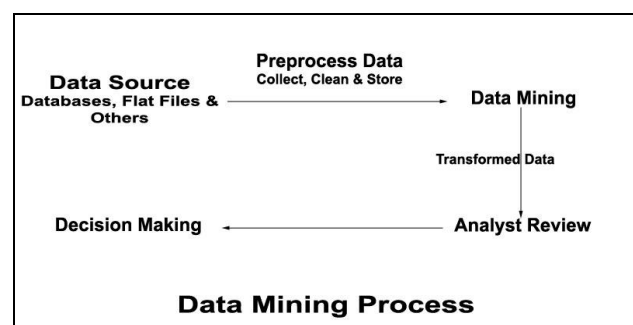 Preprocess Data
Collect, Clean & Store
Data Source
Databases, Flat Files &
Others
Data Mining
Transformed Data
Decision Making
Analyst Review
Data Mining Process